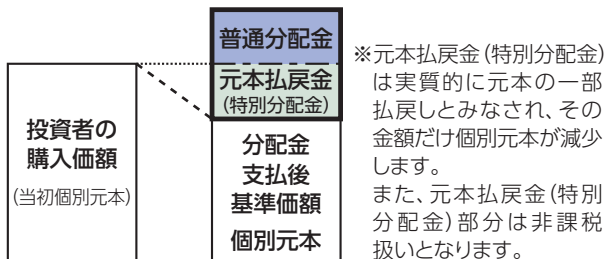 普通分配金
元本払戻金
(特別分配金)
投資者の
購入価額
(当初個別元本)
分配金
支払後
基準価額
個別元本
※元本払戻金(特別分配金)
は実質的に元本の一部
払戻しとみなされ、その
金額だけ個別元本が減少
します。
また、元本払戻金(特別
分配金)部分は非課税
扱いとなります。